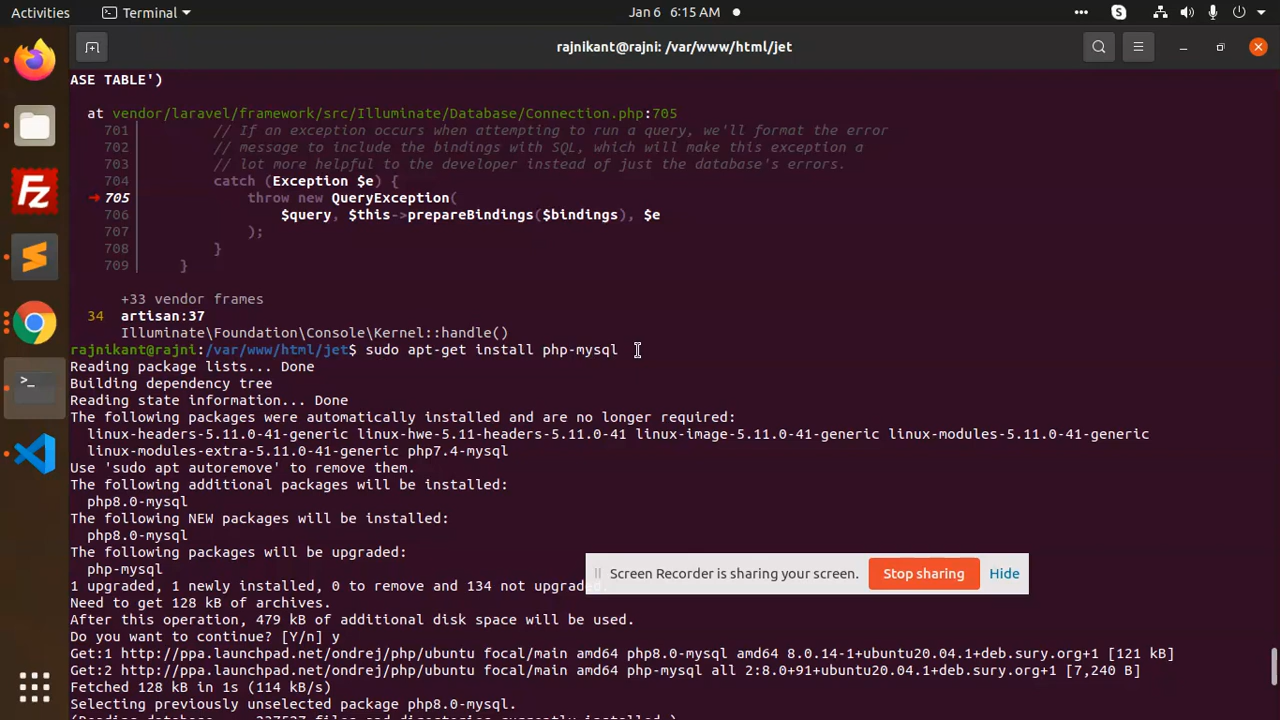 Activities
Terminal
Jan 6 6:15 AM
S
rajnikant@rajni: /var/www/html/jet
Fz
ASE TABLE')
at vendor/laravel/framework/src/Illuminate/Database/Connection.php:705
701 // If an exception occurs when attempting to run a query, we'll format the error
702 // message to include the bindings with SQL, which will make this exception a
703 // lot more helpful to the developer instead of just the database's errors.
704 catch (Exception $e) {
→ 705 throw new QueryException(
706 $query, $this->prepareBindings($bindings), $e
707 );
708 }
709 }
+33 vendor frames
34 artisan:37
Illuminate\Foundation\Console\Kernel::handle()
rajnikant@rajni:/var/www/html/jet$ sudo apt-get install php-mysql
Reading package lists... Done
Building dependency tree
Reading state information... Done
The following packages were automatically installed and are no longer required:
linux-headers-5.11.0-41-generic linux-hwe-5.11-headers-5.11.0-41 linux-image-5.11.0-41-generic linux-modules-5.11.0-41-generic
linux-modules-extra-5.11.0-41-generic php7.4-mysql
Use 'sudo apt autoremove' to remove them.
The following additional packages will be installed:
php8.0-mysql
The following NEW packages will be installed:
php8.0-mysql
The following packages will be upgraded:
php-mysql
Screen Recorder is sharing your screen. Stop sharing Hide
1 upgraded, 1 newly installed, 0 to remove and 134 not upgraded.
Need to get 128 kB of archives.
After this operation, 479 kB of additional disk space will be used.
Do you want to continue? [Y/n] y
Get:1 http://ppa.launchpad.net/ondrej/php/ubuntu focal/main amd64 php8.0-mysql amd64 8.0.14-1+ubuntu20.04.1+deb.sury.org+1 [121 kB]
Get:2 http://ppa.launchpad.net/ondrej/php/ubuntu focal/main amd64 php-mysql all 2:8.0+91+ubuntu20.04.1+deb.sury.org+1 [7,240 B]
Fetched 128 kB in 1s (114 kB/s)
Selecting previously unselected package php8.0-mysql.